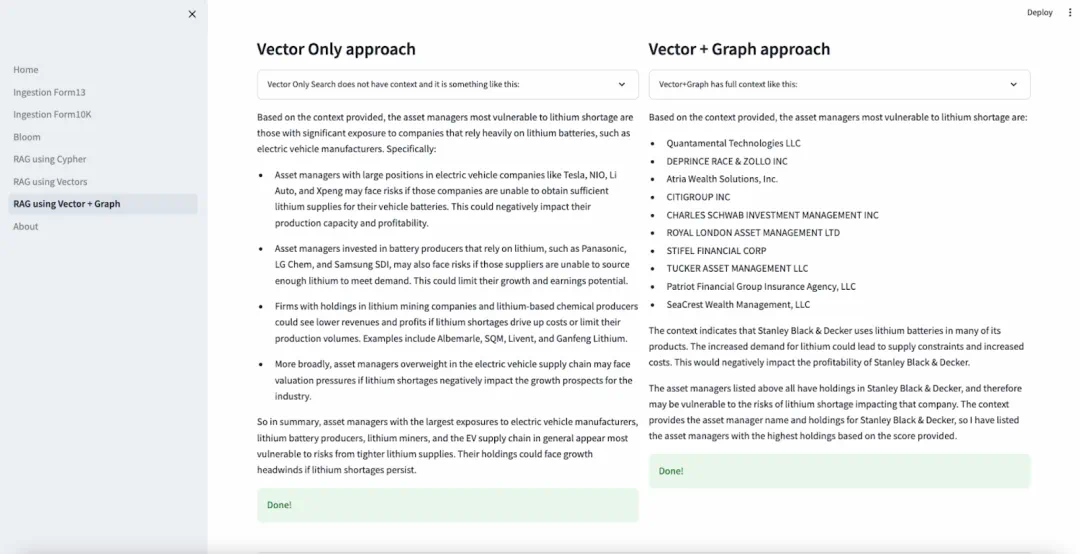 Deploy
Home
Ingestion Form13
Ingestion Form10K
Bloom
RAG using Cypher
RAG using Vectors
RAG using Vector + Graph
About
Vector Only approach
Vector Only Search does not have context and it is something like this:
Based on the context provided, the asset managers most vulnerable to lithium shortage are
those with significant exposure to companies that rely heavily on lithium batteries, such as
electric vehicle manufacturers. Specifically:
• Asset managers with large positions in electric vehicle companies like Tesla, NIO, Li
Auto, and Xpeng may face risks if those companies are unable to obtain sufficient
lithium supplies for their vehicle batteries. This could negatively impact their
production capacity and profitability.
• Asset managers invested in battery producers that rely on lithium, such as Panasonic,
LG Chem, and Samsung SDI, may also face risks if those suppliers are unable to source
enough lithium to meet demand. This could limit their growth and earnings potential.
• Firms with holdings in lithium mining companies and lithium-based chemical producers
could see lower revenues and profits if lithium shortages drive up costs or limit their
production volumes. Examples include Albemarle, SQM, Livent, and Ganfeng Lithium.
• More broadly, asset managers overweight in the electric vehicle supply chain may face
valuation pressures if lithium shortages negatively impact the growth prospects for the
industry.
So in summary, asset managers with the largest exposures to electric vehicle manufacturers,
lithium battery producers, lithium miners, and the EV supply chain in general appear most
vulnerable to risks from tighter lithium supplies. Their holdings could face growth
headwinds if lithium shortages persist.
Done!
Vector + Graph approach
Vector+Graph has full context like this:
Based on the context provided, the asset managers most vulnerable to lithium shortage are:
• Quantamental Technologies LLC
• DEPRINCE RACE & ZOLLO INC
• Atria Wealth Solutions, Inc.
• CITIGROUP INC
• CHARLES SCHWAB INVESTMENT MANAGEMENT INC
• ROYAL LONDON ASSET MANAGEMENT LTD
• STIFEL FINANCIAL CORP
• TUCKER ASSET MANAGEMENT LLC
• Patriot Financial Group Insurance Agency, LLC
• SeaCrest Wealth Management, LLC
The context indicates that Stanley Black & Decker uses lithium batteries in many of its
products. The increased demand for lithium could lead to supply constraints and increased
costs. This would negatively impact the profitability of Stanley Black & Decker.
The asset managers listed above all have holdings in Stanley Black & Decker, and therefore
may be vulnerable to the risks of lithium shortage impacting that company. The context
provides the asset manager name and holdings for Stanley Black & Decker, so I have listed
the asset managers with the highest holdings based on the score provided.
Done!